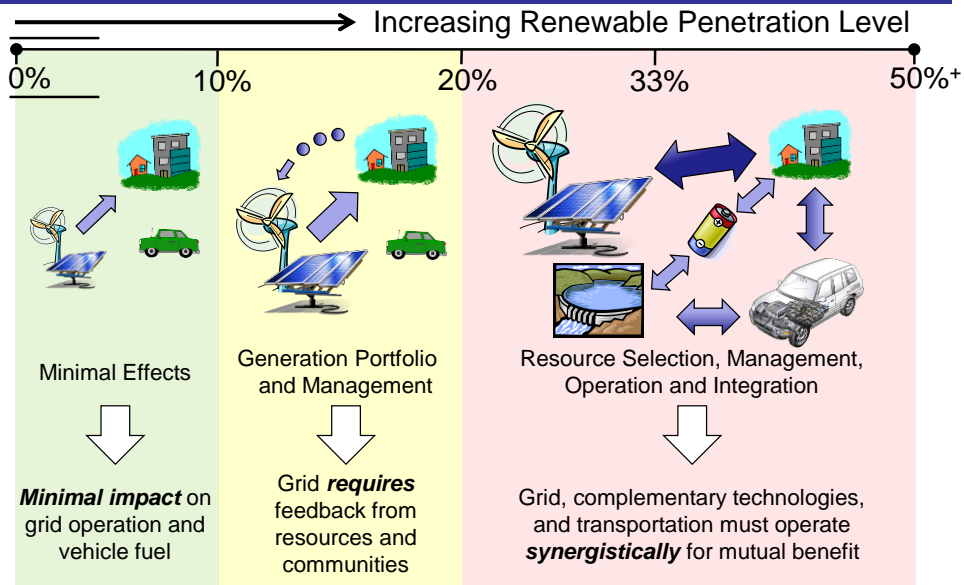 Increasing Renewable Penetration Level
0%
10%
20%
33%
50%+
Minimal Effects
Generation Portfolio
and Management
Resource Selection, Management,
Operation and Integration
Minimal impact on
grid operation and
vehicle fuel
Grid requires
feedback from
resources and
communities
Grid, complementary technologies,
and transportation must operate
synergistically for mutual benefit